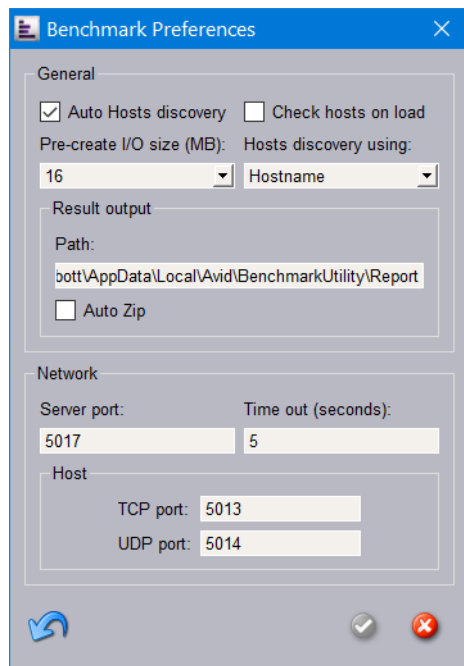 Benchmark Preferences
General
Auto Hosts discovery Check hosts on load
Pre-create I/O size (MB): Hosts discovery using:
16 Hostname
Result output
Path:
bott\AppData\Local\Avid\BenchmarkUtility\Report
Auto Zip
Network
Server port: Time out (seconds):
5017 5
Host
TCP port: 5013
UDP port: 5014